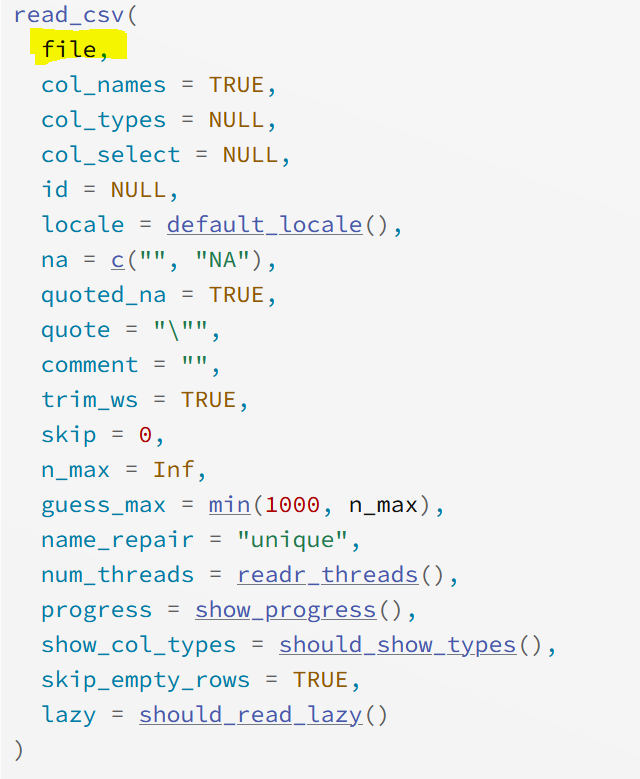 read_csv(
file,
col_names = TRUE,
col_types = NULL,
col_select = NULL,
id = NULL,
locale = default_locale(),
na = c("", "NA"),
quoted_na = TRUE,
quote = "\"",
comment = "",
trim_ws = TRUE,
skip = 0,
n_max = Inf,
guess_max = min(1000, n_max),
name_repair = "unique",
num_threads = readr_threads(),
progress = show_progress(),
show_col_types = should_show_types(),
skip_empty_rows = TRUE,
lazy = should_read_lazy()
)